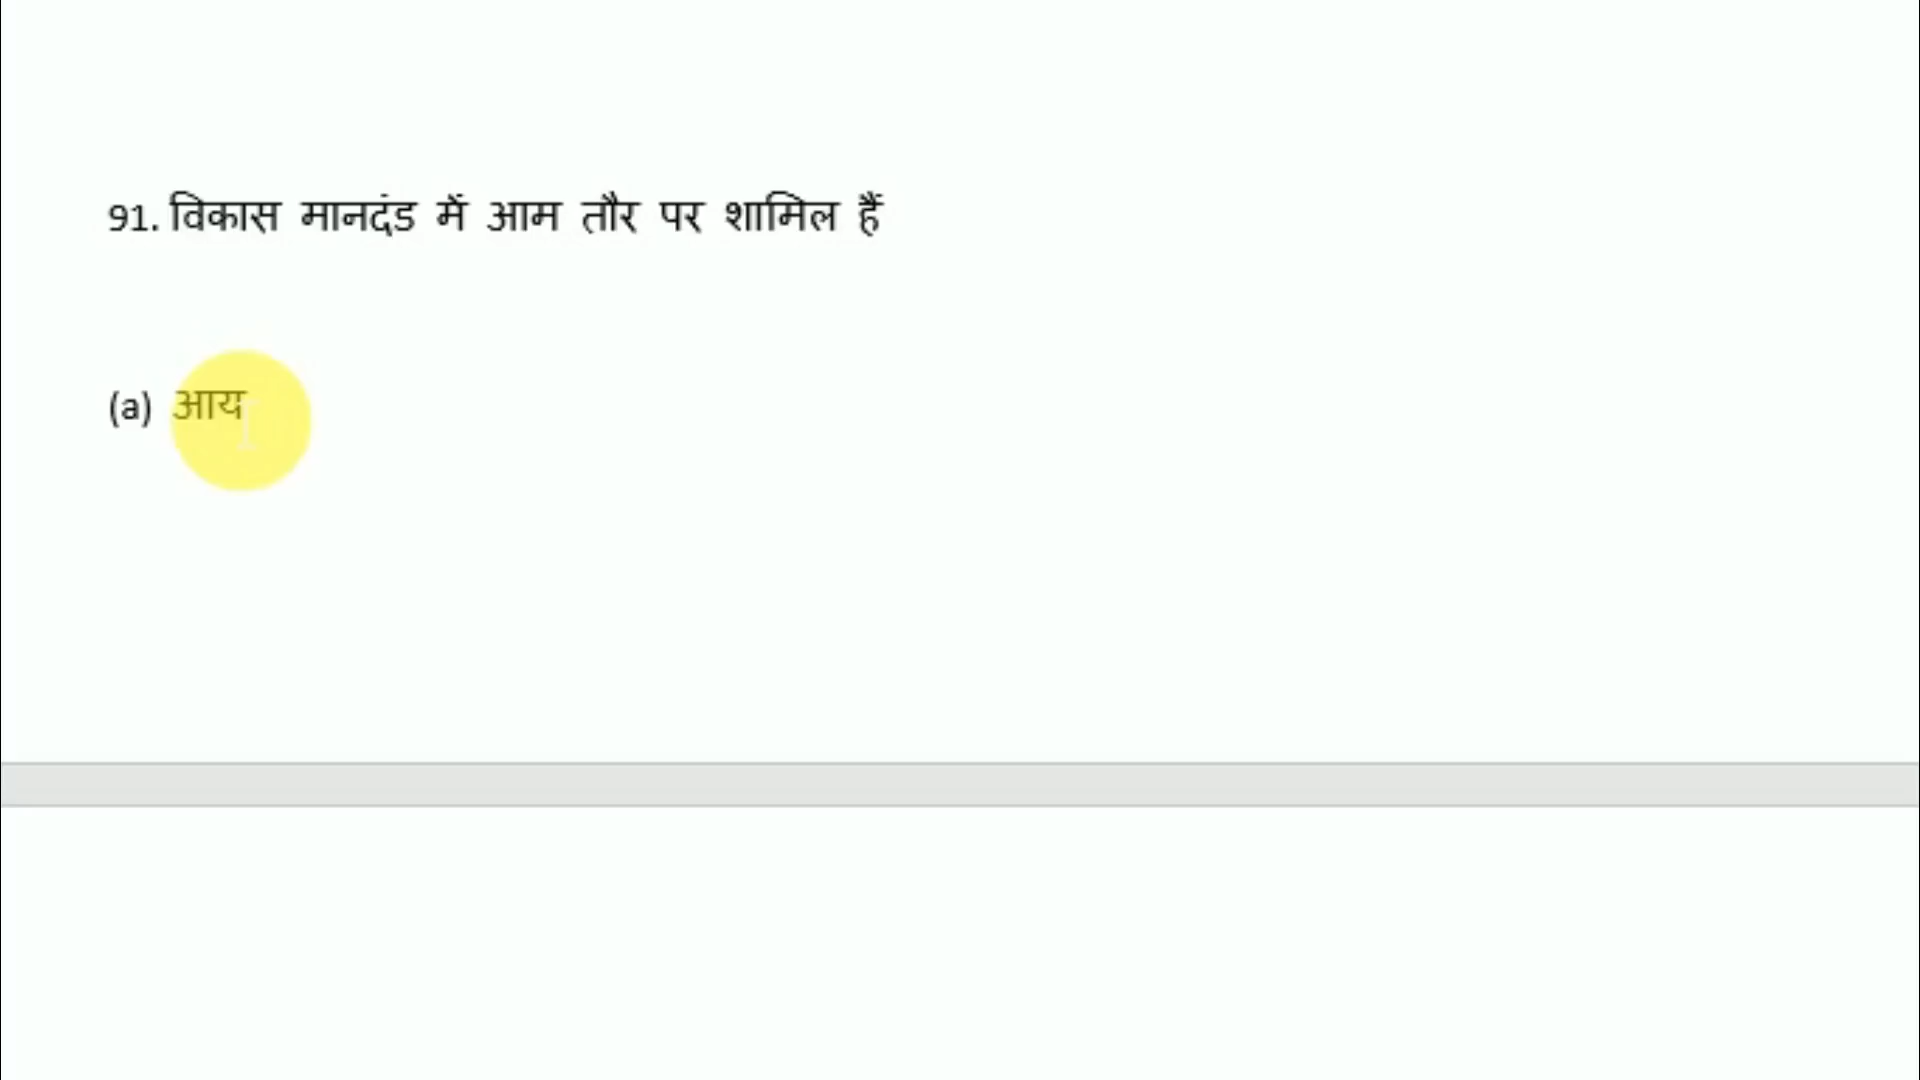 91. विकास मानदंड में आम तौर पर शामिल हैं
(a) आय